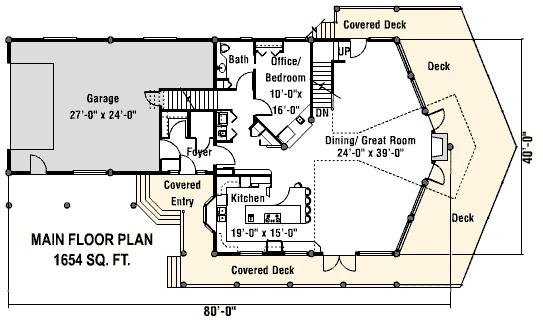 Covered Deck
Bath
Office/
Bedroom
10'-0"x
16'-0"
UP
Deck
Garage
27'-0" x 24'-0"
DN
Foyer
Dining/ Great Room
24'-0" x 39'-0"
40'-0"
Covered
Entry
Kitchen
19'-0" x 15'-0"
Deck
MAIN FLOOR PLAN
1654 SQ. FT.
Covered Deck
80'-0"